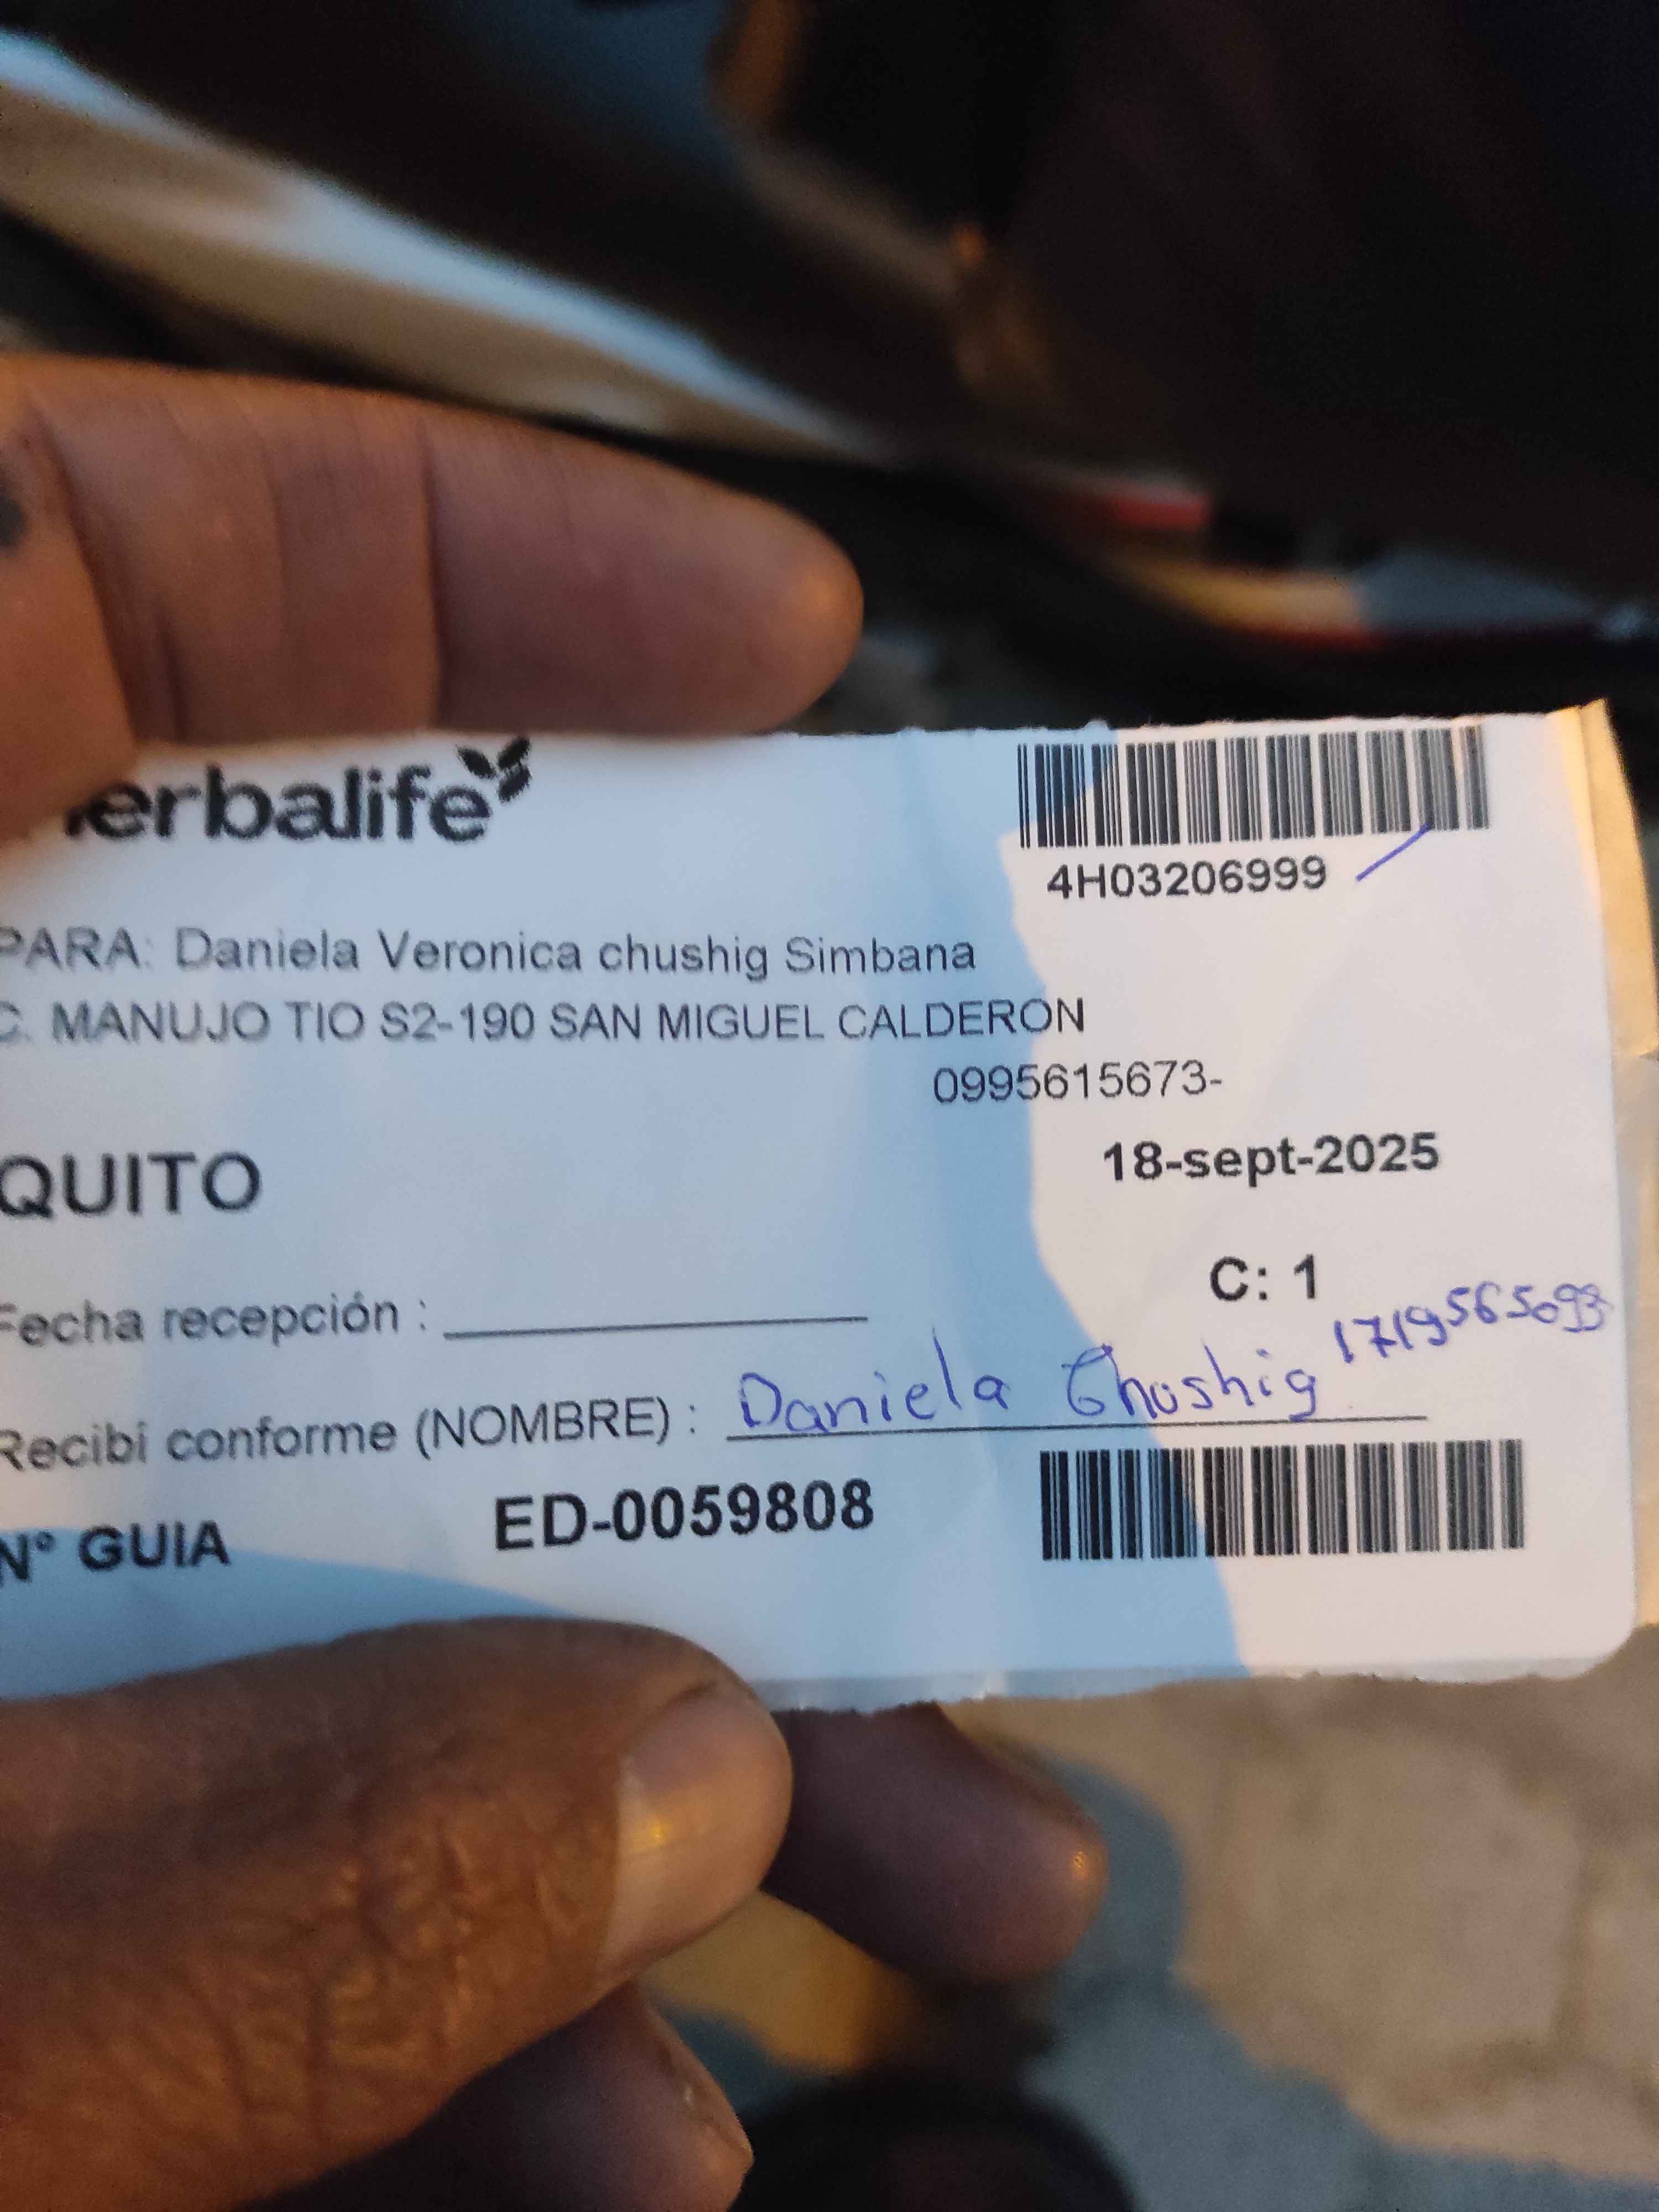 erbalife
4H03206999
PARA: Daniela Veronica chushig Simbana
C. MANUJO TIO S2-190 SAN MIGUEL CALDERON
0995615673-
QUITO
18-sept-2025
C: 1
Fecha recepción :
1719565093
Recibí conforme (NOMBRE) : Daniela Chushig
N° GUIA ED-0059808